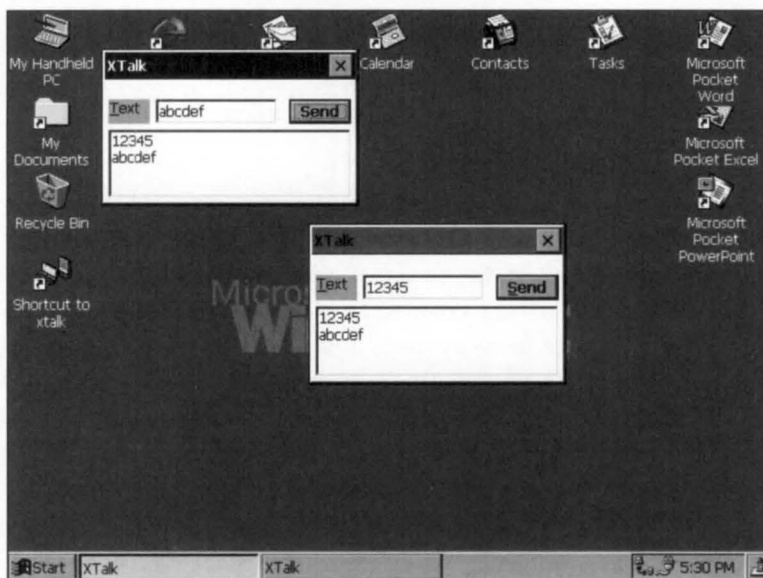 My Handheld
PC
Calendar
Contacts
Tasks
Microsoft
Pocket
Word
XTalk
Text
abcdef
Send
12345
abcdef
My
Documents
Microsoft
Pocket Excel
Recycle Bin
Microsoft
Pocket
PowerPoint
XTalk
Text
12345
Send
12345
abcdef
Shortcut to
xtalk
Start
XTalk
XTalk
5:30 PM